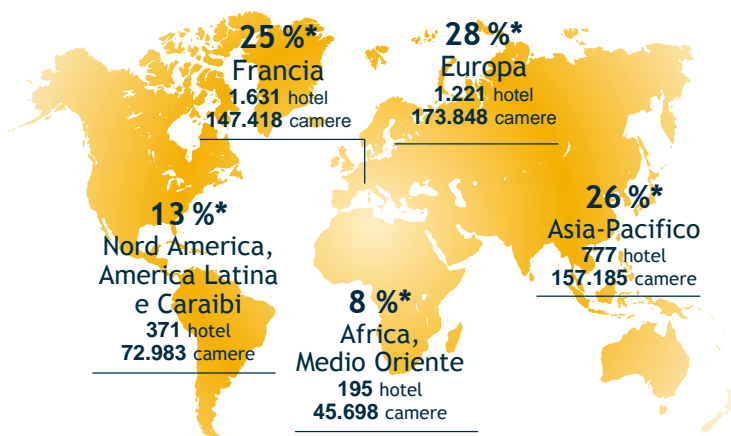 25 %*
Francia
1.631 hotel
147.418 camere
28 %*
Europa
1.221 hotel
173.848 camere
13 %*
Nord America,
America Latina
e Caraibi
371 hotel
72.983 camere
8 %*
Africa,
Medio Oriente
195 hotel
45.698 camere
26 %*
Asia-Pacifico
777 hotel
157.185 camere